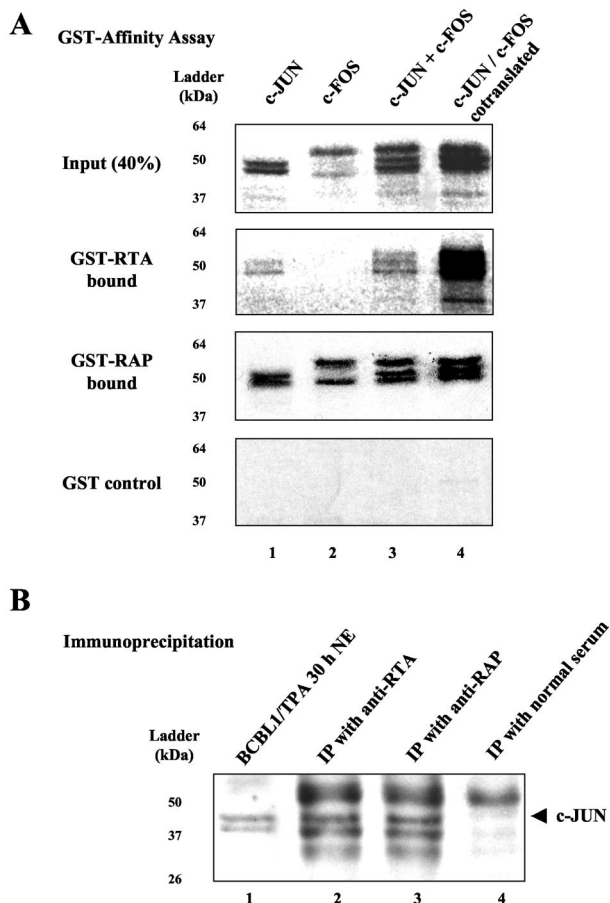 A
GST-Affinity Assay
Ladder
(kDa)
c-JUN
c-FOS
c-JUN + c-FOS
c-JUN / c-FOS
cotranslated
Input (40%)
64
50
37
GST-RTA
bound
64
50
37
GST-RAP
bound
64
50
37
GST control
64
50
37
1 2 3 4
B
Immunoprecipitation
Ladder
(kDa)
BCBL1/TPA 30 h NE
IP with anti-RTA
IP with anti-RAP
IP with normal serum
50
37
26
c-JUN
1 2 3 4